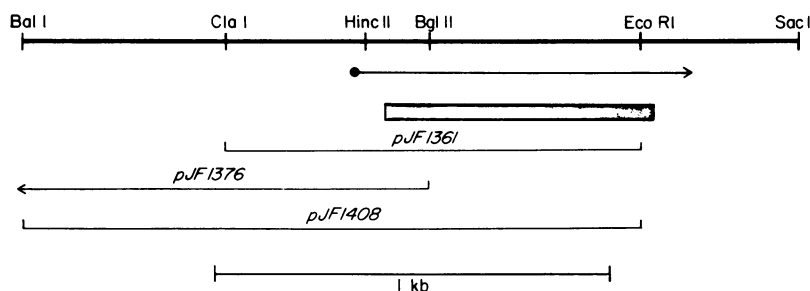 Bal I Cla I Hinc II Bgl II Eco RI Sac I
pJF1361
pJF1376
pJF1408
1 kb